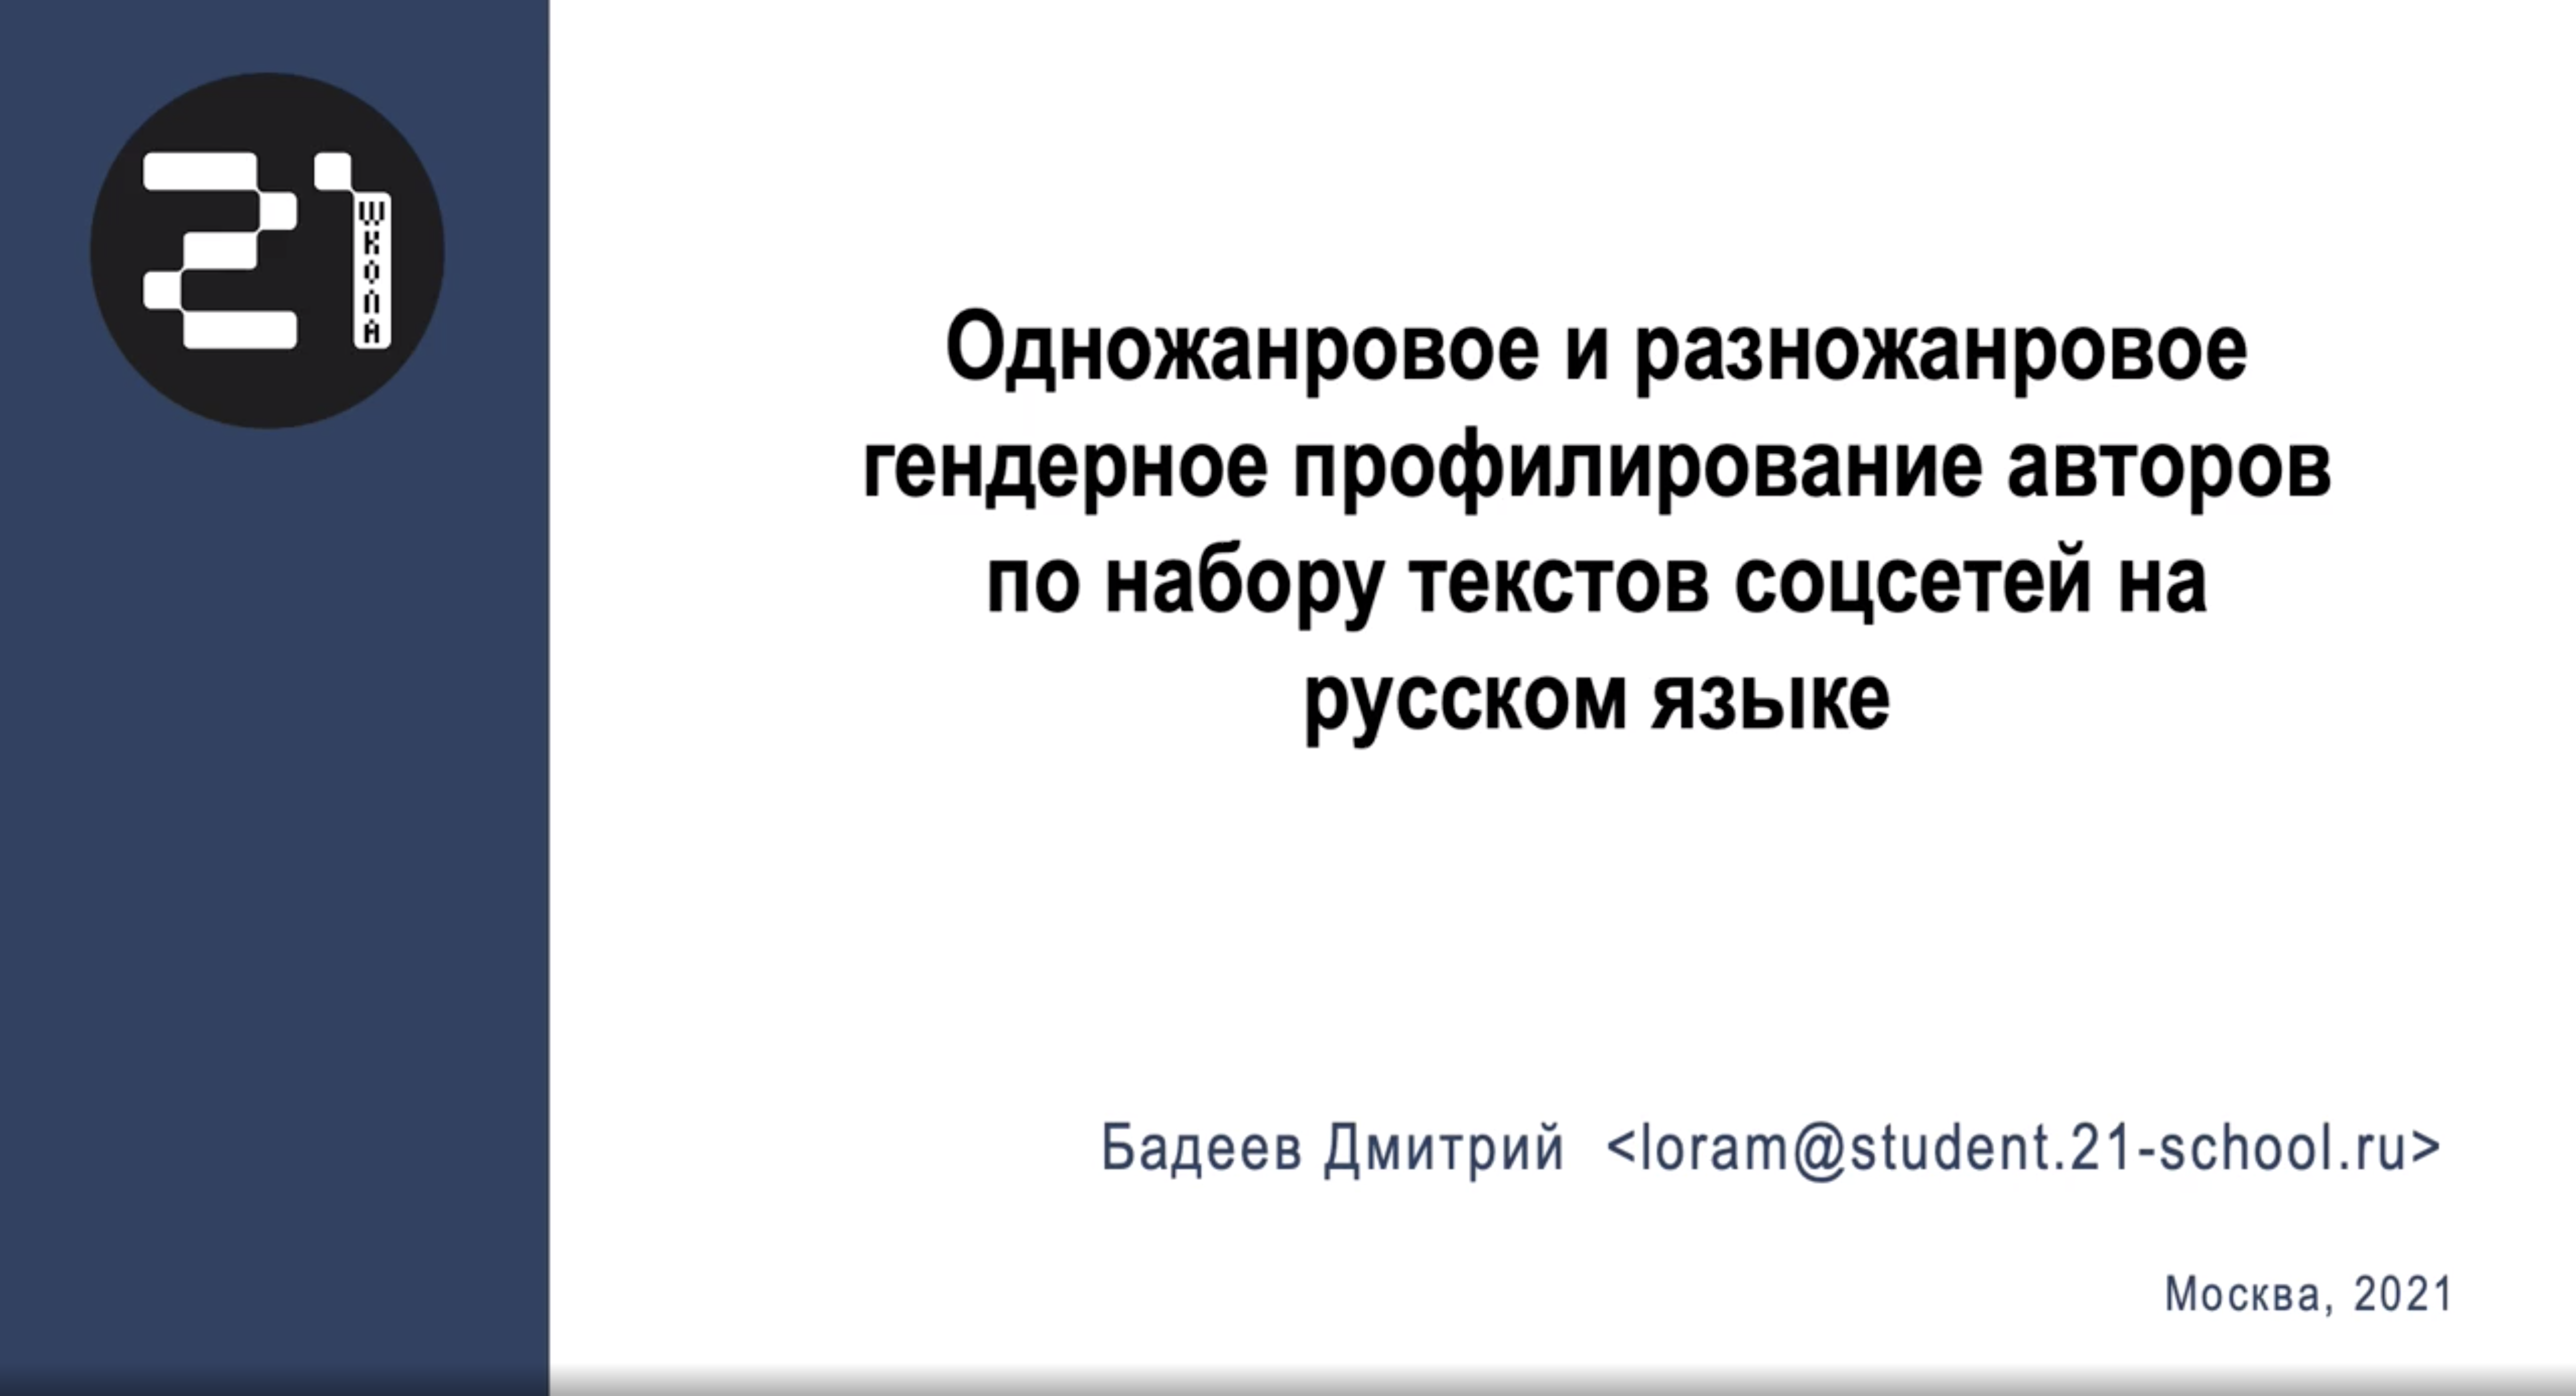 21
ШКОЛА
Одножанровое и разножанровое
гендерное профилирование авторов
по набору текстов соцсетей на
русском языке
Бадеев Дмитрий <loram@student.21-school.ru>
Москва, 2021